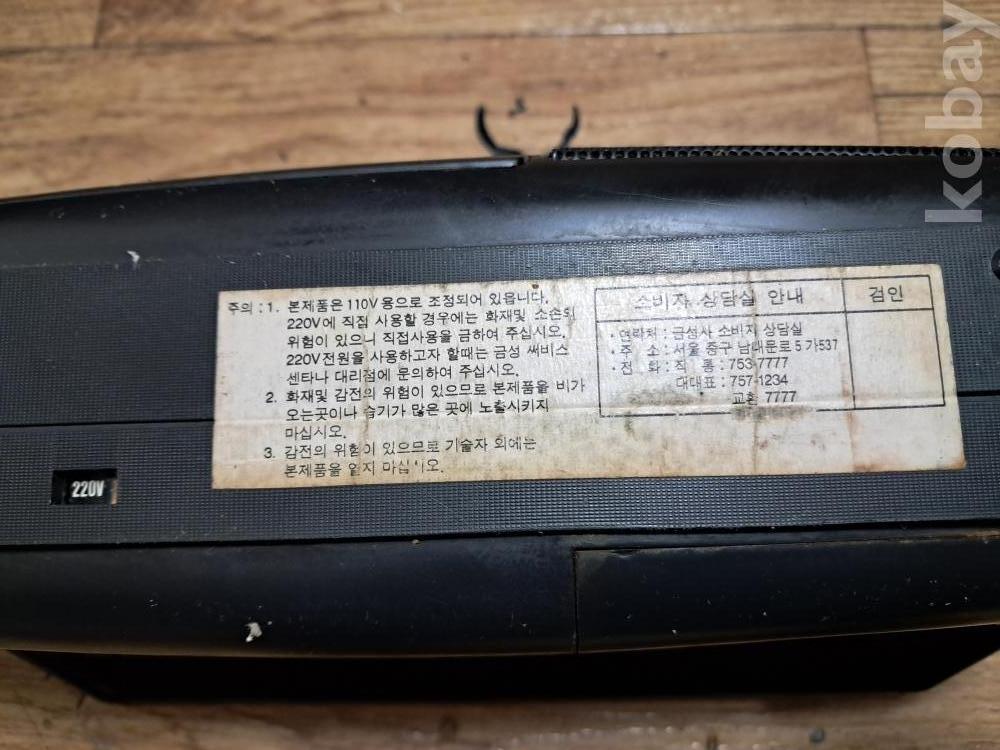 주의 : 1. 본제품은 110V 용으로 조정되어 있읍니다.
220V에 직접 사용할 경우에는 화재및 소손의
위험이 있으니 직접사용을 금하여 주십시오.
220V전원을 사용하고자 할때는 금성 써비스
센타나 대리점에 문의하여 주십시오.
2. 화재및 감전의 위험이 있으므로 본제품을 비가
오는곳이나 습기가 많은 곳에 노출시키지
마십시오.
3. 감전의 위험이 있으므로 기술자 외에는
본제품을 열지 마십시오.
소비자 상담실 안내
검인
· 연락처 : 금성사 소비자 상담실
· 주 소 : 서울 중구 남대문로 5 가537
· 전 화 : 직 통 : 753-7777
대대표 : 757-1234
교환 7777
220V
kobay